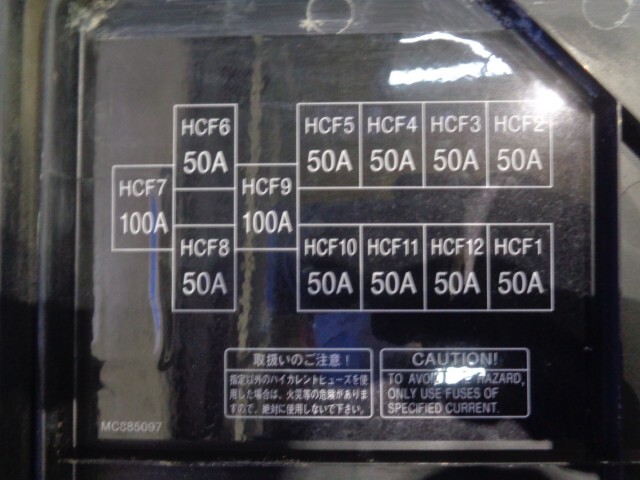 HCF6
50A
HCF5
50A
HCF4
50A
HCF3
50A
HCF2
50A
HCF7
100A
HCF9
100A
HCF8
50A
HCF10
50A
HCF11
50A
HCF12
50A
HCF1
50A
取扱いのご注意!
指定以外のハイカレントヒューズを使
用した場合は、火災等の危険がありま
すので、絶対に使用しないで下さい。
CAUTION!
TO AVOID HAZARD,
ONLY USE FUSES OF
SPECIFIED CURRENT.
MC885097